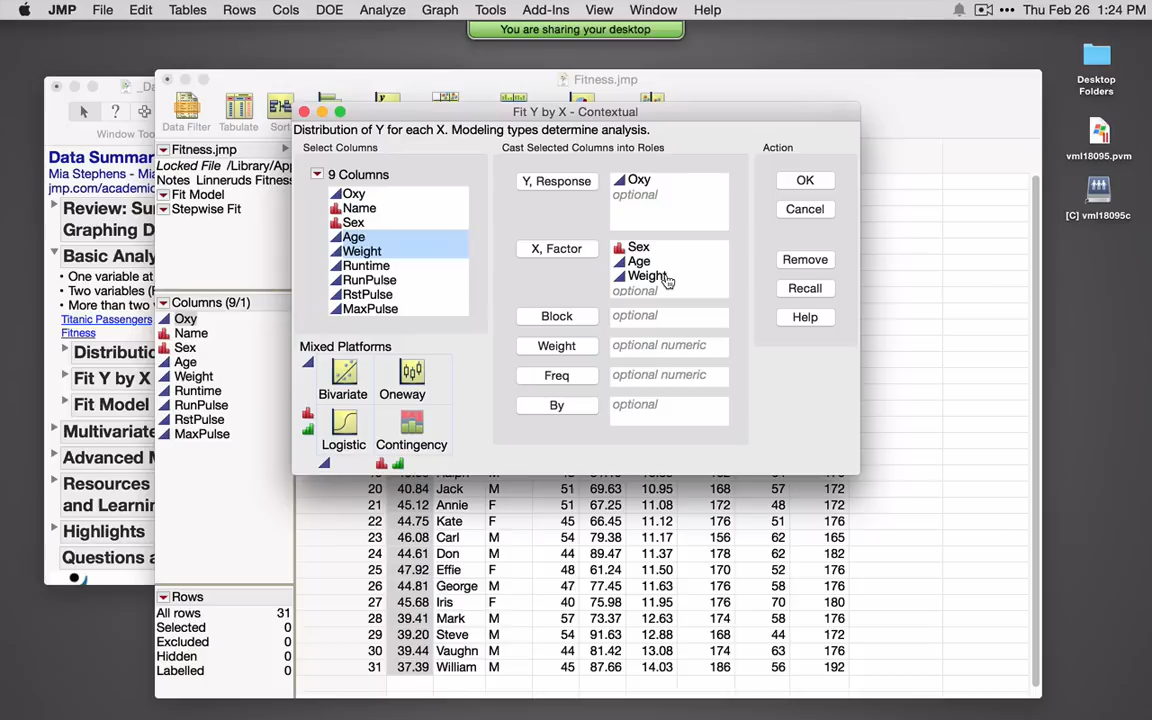 JMP File Edit Tables Rows Cols DOE Analyze Graph Tools Add-Ins View Window Help Thu Feb 26 1:24 PM
You are sharing your desktop
Fitness.jmp
Desktop
Folders
vml18095.pvm
[C] vml18095c
Window
Data Summar
Mia Stephens -
jmp.com/academic
Review: Su
Graphing D
Basic Analy
• One variable at
• Two variables (
• More than two
Titanic Passengers
Fitness
Distributio
Fit Y by X
Fit Model
Multivariate
Advanced M
Resources
and Learnin
Highlights
Questions a
Data Filter Tabulate Sort
Fitness.jmp
Locked File /Library/App
Notes Linneruds Fitness
Fit Model
Stepwise Fit
Columns (9/1)
Oxy
Name
Sex
Age
Weight
Runtime
RunPulse
RstPulse
MaxPulse
Rows
All rows 31
Selected 0
Excluded 0
Hidden 0
Labelled 0
Fit Y by X - Contextual
Distribution of Y for each X. Modeling types determine analysis.
Select Columns
9 Columns
Oxy
Name
Sex
Age
Weight
Runtime
RunPulse
RstPulse
MaxPulse
Mixed Platforms
Bivariate Oneway
Logistic Contingency
Cast Selected Columns into Roles
Y, Response Oxy
optional
X, Factor Sex
Age
Weight
optional
Block optional
Weight optional numeric
Freq optional numeric
By optional
Action
OK
Cancel
Remove
Recall
Help
20 40.84 Jack M 51 69.63 10.95 168 57 172
21 45.12 Annie F 51 67.25 11.08 172 48 172
22 44.75 Kate F 45 66.45 11.12 176 51 176
23 46.08 Carl M 54 79.38 11.17 156 62 165
24 44.61 Don M 44 89.47 11.37 178 62 182
25 47.92 Effie F 48 61.24 11.50 170 52 176
26 44.81 George M 47 77.45 11.63 176 58 176
27 45.68 Iris F 40 75.98 11.95 176 70 180
28 39.41 Mark M 57 73.37 12.63 174 58 176
29 39.20 Steve M 54 91.63 12.88 168 44 172
30 39.44 Vaughn M 44 81.42 13.08 174 63 176
31 37.39 William M 45 87.66 14.03 186 56 192